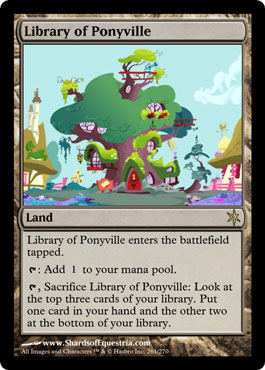 Library of Ponyville
Land
Library of Ponyville enters the battlefield
tapped.
: Add 1 to your mana pool.
, Sacrifice Library of Ponyville: Look at
the top three cards of your library. Put
one card in your hand and the other two
at the bottom of your library.
www.ShardsofEquestria.com
All Images and Characters ™ & © Hasbro Inc. 261/270